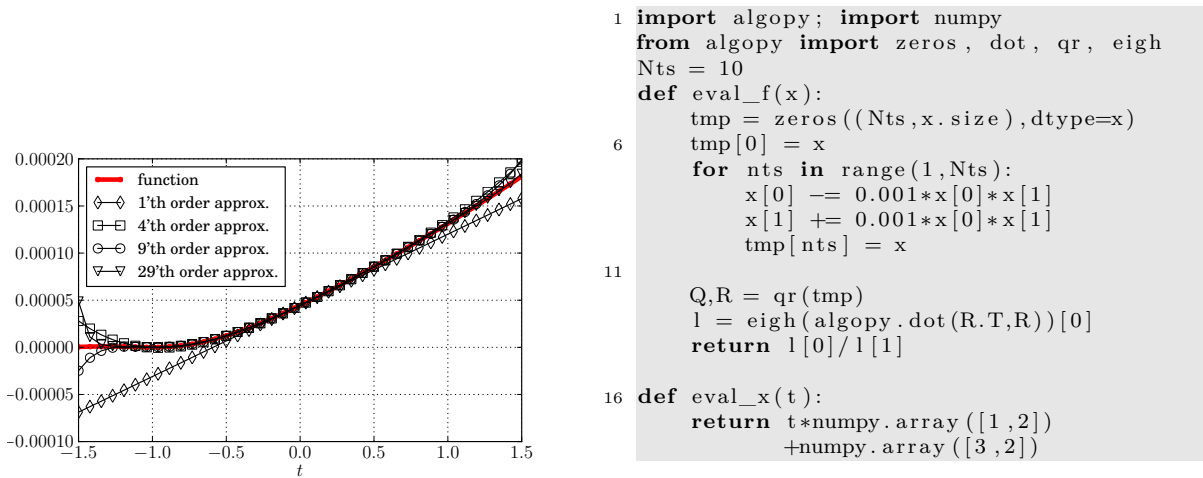 0.00020
0.00015
0.00010
0.00005
0.00000
−0.00005
−0.00010
−1.5 −1.0 −0.5 0.0 0.5 1.0 1.5
t
function
1'th order approx.
4'th order approx.
9'th order approx.
29'th order approx.
1 import algopy; import numpy
from algopy import zeros, dot, qr, eigh
Nts = 10
def eval_f(x):
    tmp = zeros((Nts,x.size),dtype=x)
6     tmp[0] = x
    for nts in range(1,Nts):
        x[0] -= 0.001*x[0]*x[1]
        x[1] += 0.001*x[0]*x[1]
        tmp[nts] = x
11
    Q,R = qr(tmp)
    l = eigh(algopy.dot(R.T,R))[0]
    return l[0]/l[1]
16 def eval_x(t):
    return t*numpy.array([1,2])
        +numpy.array([3,2])